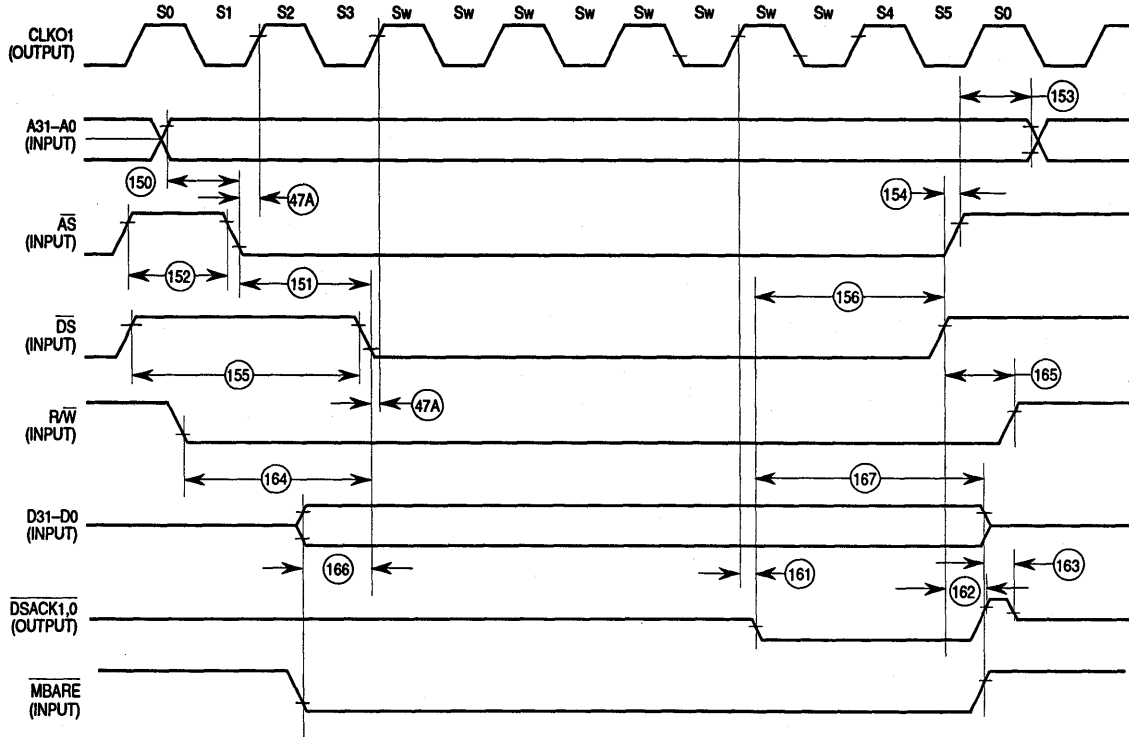 S0 S1 S2 S3 Sw Sw Sw Sw Sw Sw Sw Sw S4 S5 S0
CLKO1
(OUTPUT)
153
A31–A0
(INPUT)
150
47A
154
AS
(INPUT)
152
151
156
DS
(INPUT)
155
47A
165
R/W
(INPUT)
164
167
D31–D0
(INPUT)
166
161
162
163
DSACK1,0
(OUTPUT)
MBARE
(INPUT)